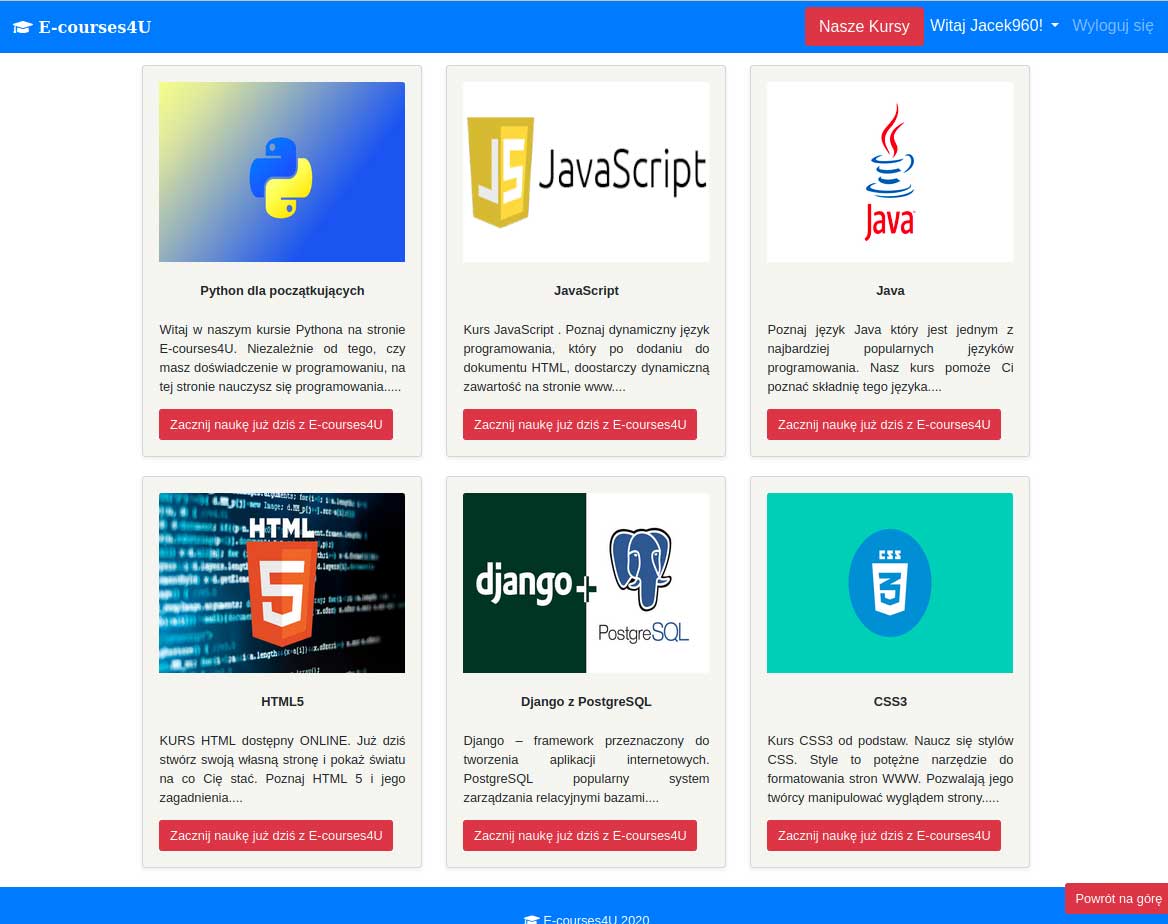 E-courses4U
Nasze Kursy
Witaj Jacek960!
Wyloguj się
JS JavaScript
Java
Python dla początkujących
JavaScript
Java
Witaj w naszym kursie Pythona na stronie
E-courses4U. Niezależnie od tego, czy
masz doświadczenie w programowaniu, na
tej stronie nauczysz się programowania.....
Kurs JavaScript . Poznaj dynamiczny język
programowania, który po dodaniu do
dokumentu HTML, doostarczy dynamiczną
zawartość na stronie www....
Poznaj język Java który jest jednym z
najbardziej popularnych języków
programowania. Nasz kurs pomoże Ci
poznać składnię tego języka....
Zacznij naukę już dziś z E-courses4U
Zacznij naukę już dziś z E-courses4U
Zacznij naukę już dziś z E-courses4U
HTML
5
django+
PostgreSQL
CSS
3
HTML5
Django z PostgreSQL
CSS3
KURS HTML dostępny ONLINE. Już dziś
stwórz swoją własną stronę i pokaż światu
na co Cię stać. Poznaj HTML 5 i jego
zagadnienia....
Django – framework przeznaczony do
tworzenia aplikacji internetowych.
PostgreSQL popularny system
zarządzania relacyjnymi bazami....
Kurs CSS3 od podstaw. Naucz się stylów
CSS. Style to potężne narzędzie do
formatowania stron WWW. Pozwalają jego
twórcy manipulować wyglądem strony.....
Zacznij naukę już dziś z E-courses4U
Zacznij naukę już dziś z E-courses4U
Zacznij naukę już dziś z E-courses4U
Powrót na górę
E-courses4U 2020